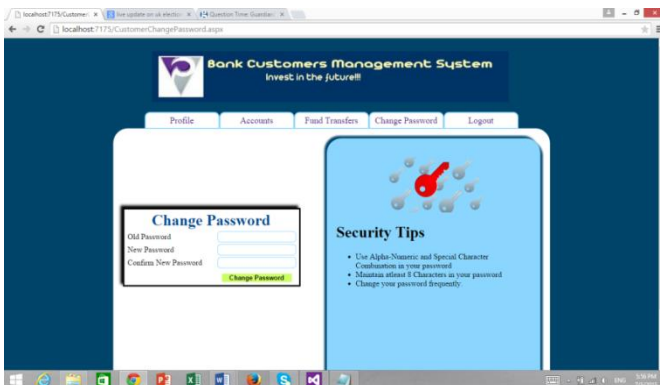 localhost:7175/Customer
live update on uk election
Question Time: Guardian
localhost:7175/CustomerChangePassword.aspx
Bank Customers Management System
Invest in the future!!!
Profile
Accounts
Fund Transfers
Change Password
Logout
Change Password
Old Password
New Password
Confirm New Password
Change Password
Security Tips
Use Alpha-Numeric and Special Character
Combination in your password
Maintain atleast 8 Characters in your password
Change your password frequently.
ENG
5:56 PM